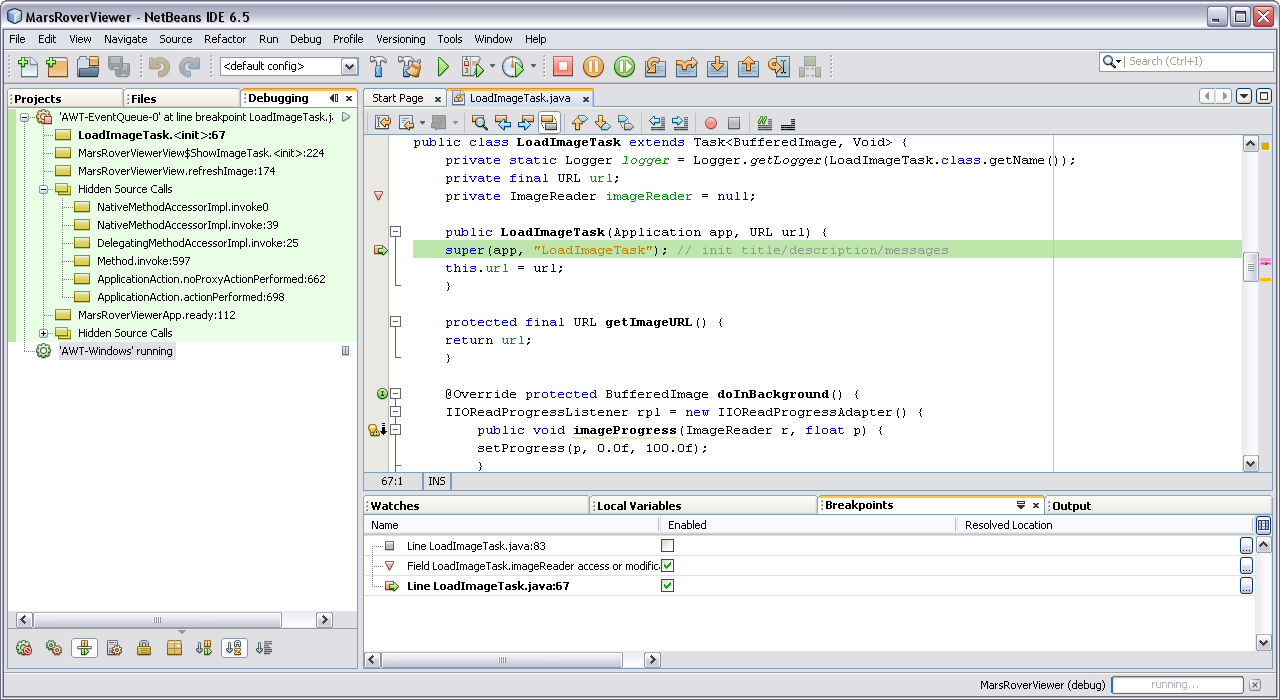 MarsRoverViewer - NetBeans IDE 6.5
File Edit View Navigate Source Refactor Run Debug Profile Versioning Tools Window Help
<default config>
Search (Ctrl+I)
Projects Files Debugging
'AWT-EventQueue-0' at line breakpoint LoadImageTask.j
LoadImageTask.<init>:67
MarsRoverViewerView$ShowImageTask.<init>:224
MarsRoverViewerView.refreshImage:174
Hidden Source Calls
NativeMethodAccessorImpl.invoke0
NativeMethodAccessorImpl.invoke:39
DelegatingMethodAccessorImpl.invoke:25
Method.invoke:597
ApplicationAction.noProxyActionPerformed:662
ApplicationAction.actionPerformed:698
MarsRoverViewerApp.ready:112
Hidden Source Calls
'AWT-Windows' running
Start Page LoadImageTask.java
public class LoadImageTask extends Task<BufferedImage, Void> {
private static Logger logger = Logger.getLogger(LoadImageTask.class.getName());
private final URL url;
private ImageReader imageReader = null;
public LoadImageTask(Application app, URL url) {
super(app, "LoadImageTask"); // init title/description/messages
this.url = url;
}
protected final URL getImageURL() {
return url;
}
@Override protected BufferedImage doInBackground() {
IIOReadProgressListener rpl = new IIOReadProgressAdapter() {
public void imageProgress(ImageReader r, float p) {
setProgress(p, 0.0f, 100.0f);
}
67:1 INS
Watches Local Variables Breakpoints Output
Name Enabled Resolved Location
Line LoadImageTask.java:83
Field LoadImageTask.imageReader access or modific
Line LoadImageTask.java:67
MarsRoverViewer (debug) running...